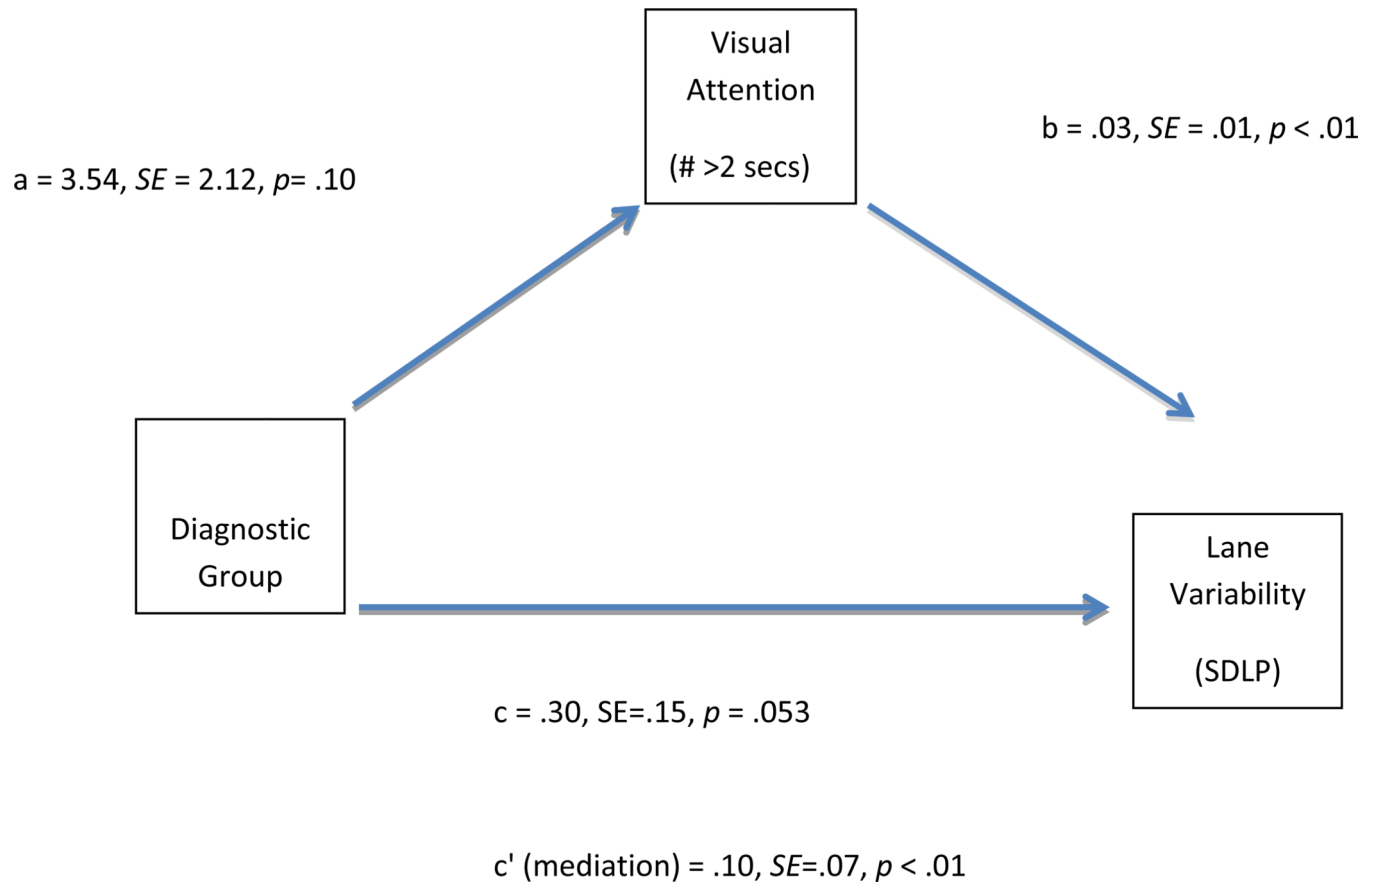 Visual
Attention
(# >2 secs)
b = .03, SE = .01, p < .01
a = 3.54, SE = 2.12, p= .10
Diagnostic
Group
Lane
Variability
(SDLP)
c = .30, SE=.15, p = .053
c' (mediation) = .10, SE=.07, p < .01